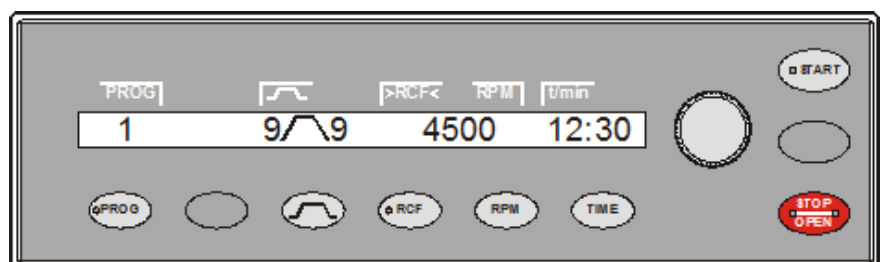 START
PROG >RCF< RPM t/min
1 9 9 4500 12:30
PROG RCF RPM TIME
STOP
OPEN